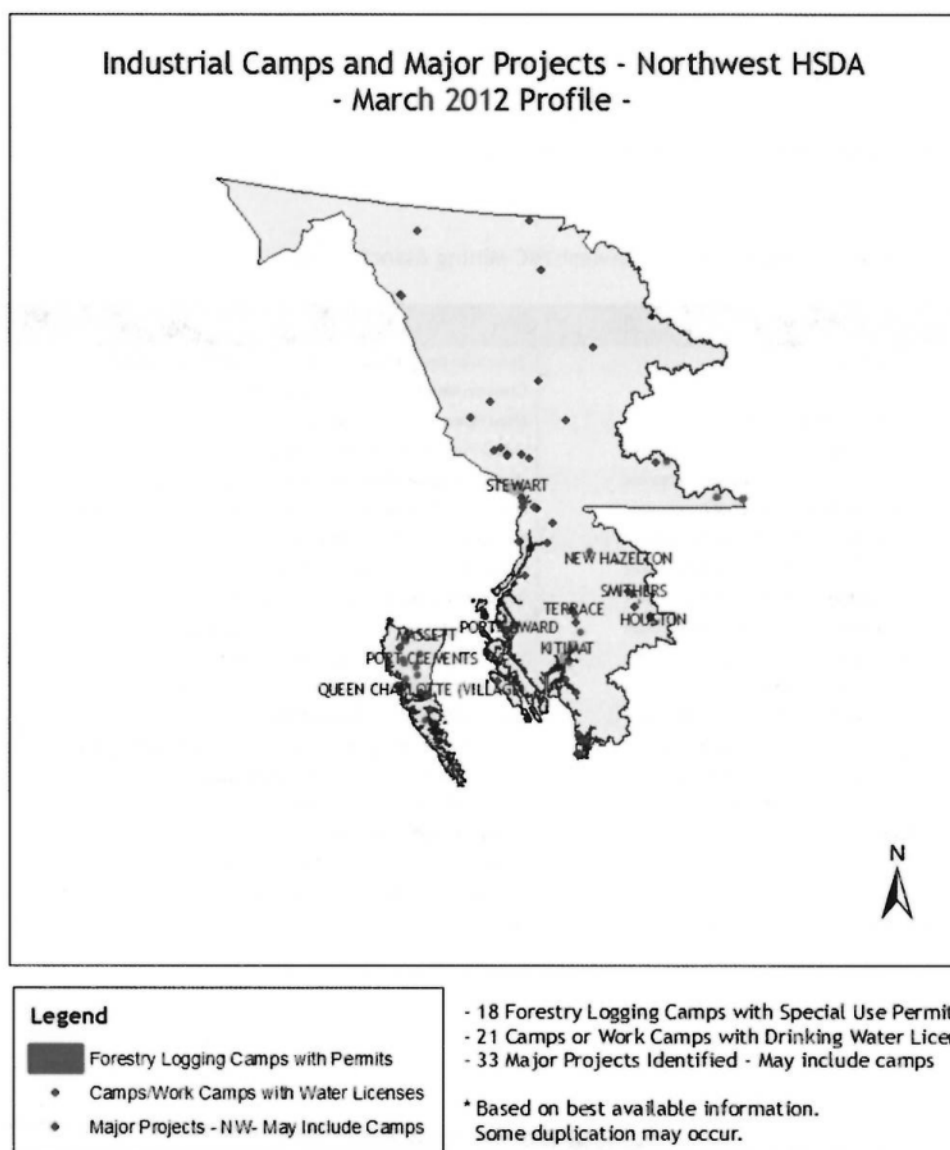 Industrial Camps and Major Projects - Northwest HSDA
- March 2012 Profile -
STEWART
NEW HAZELTON
SMITHERS
TERRACE
HOUSTON
PORT EDWARD
MASSETT
KITIMAT
PORT CLEMENTS
QUEEN CHARLOTTE (VILLAGE)
N
Legend
Forestry Logging Camps with Permits
Camps/Work Camps with Water Licenses
Major Projects - NW- May Include Camps
- 18 Forestry Logging Camps with Special Use Permit
- 21 Camps or Work Camps with Drinking Water Licen
- 33 Major Projects Identified - May include camps
* Based on best available information.
Some duplication may occur.